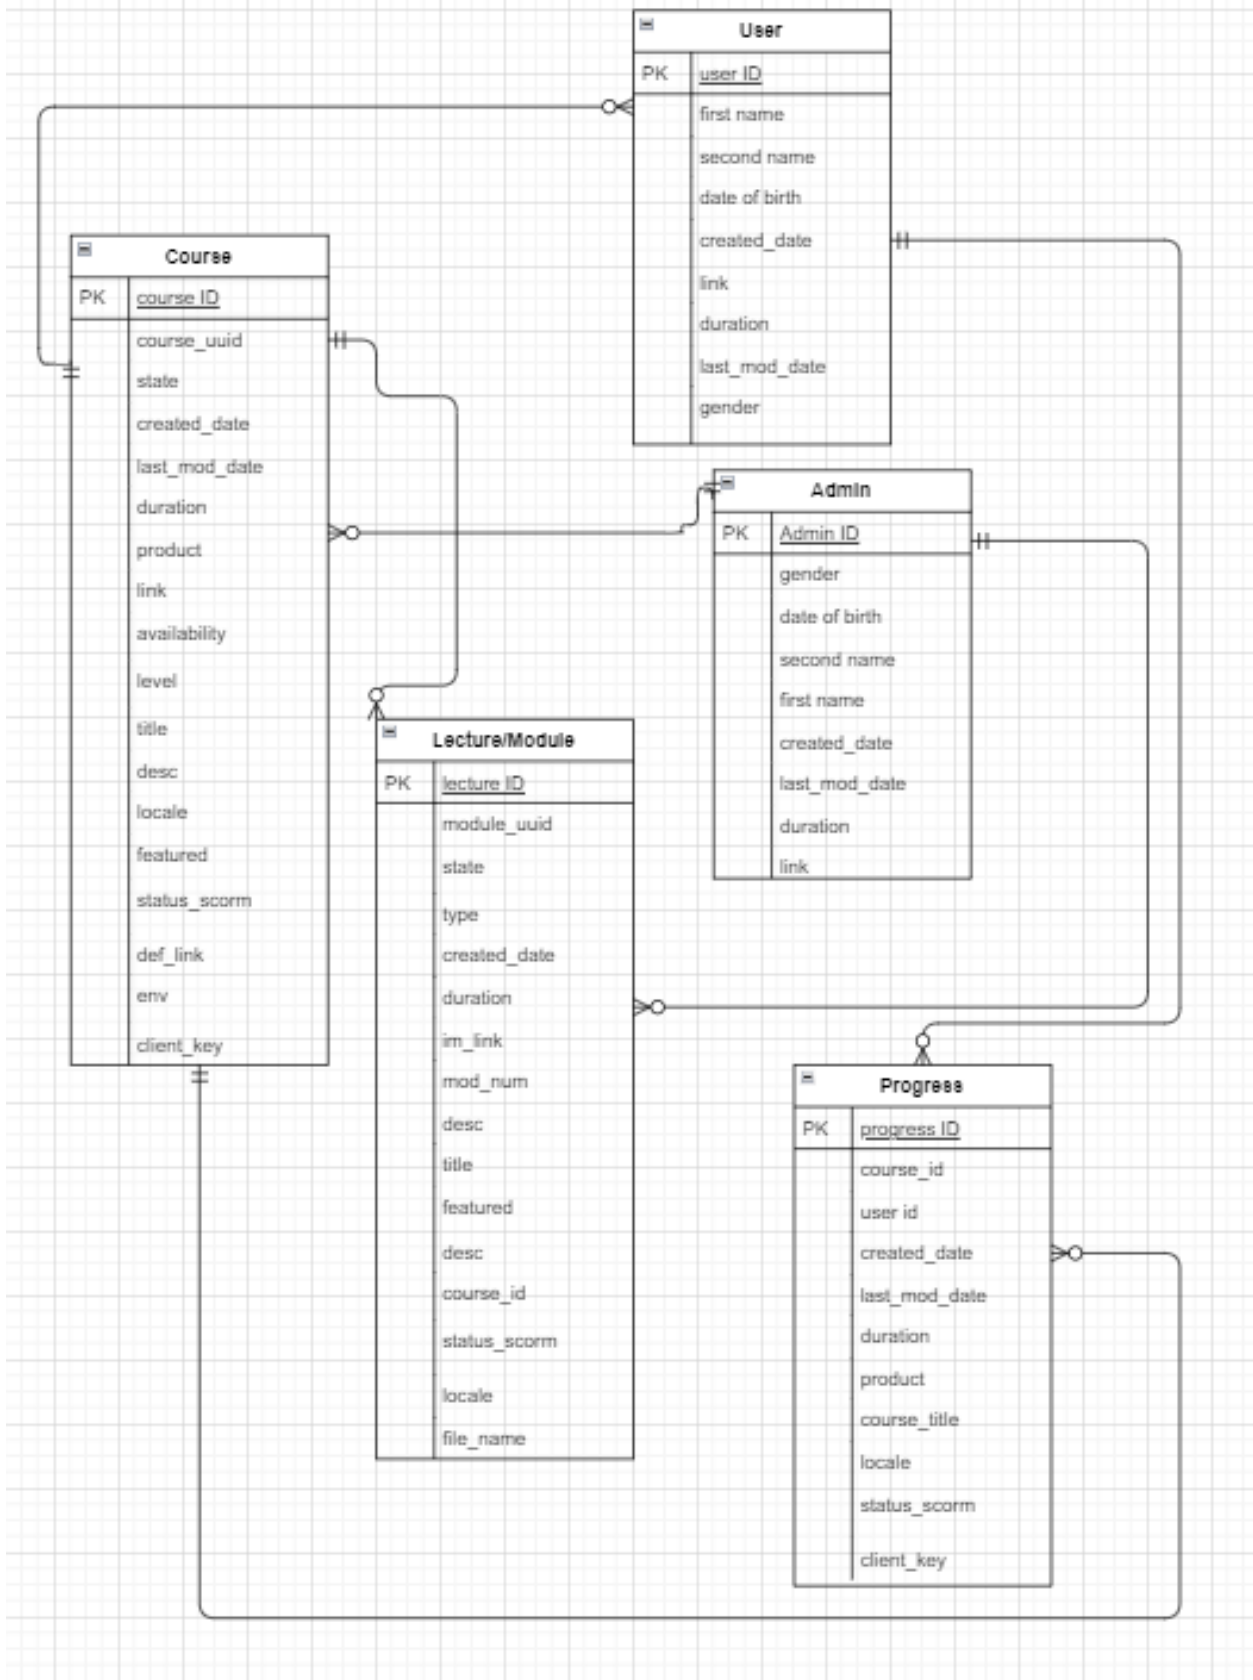 User
PK user ID
first name
second name
date of birth
created_date
link
duration
last_mod_date
gender
Course
PK course ID
course_uuid
state
created_date
last_mod_date
duration
product
link
availability
level
title
desc
locale
featured
status_scorm
def_link
env
client_key
Admin
PK Admin ID
gender
date of birth
second name
first name
created_date
last_mod_date
duration
link
Lecture/Module
PK lecture ID
module_uuid
state
type
created_date
duration
im_link
mod_num
desc
title
featured
desc
course_id
status_scorm
locale
file_name
Progress
PK progress ID
course_id
user id
created_date
last_mod_date
duration
product
course_title
locale
status_scorm
client_key